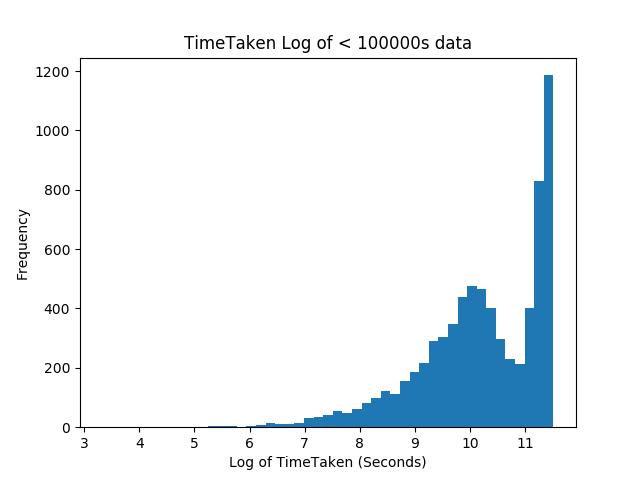 TimeTaken Log of < 100000s data
1200
1000
800
600
400
200
0
Frequency
3 4 5 6 7 8 9 10 11
Log of TimeTaken (Seconds)